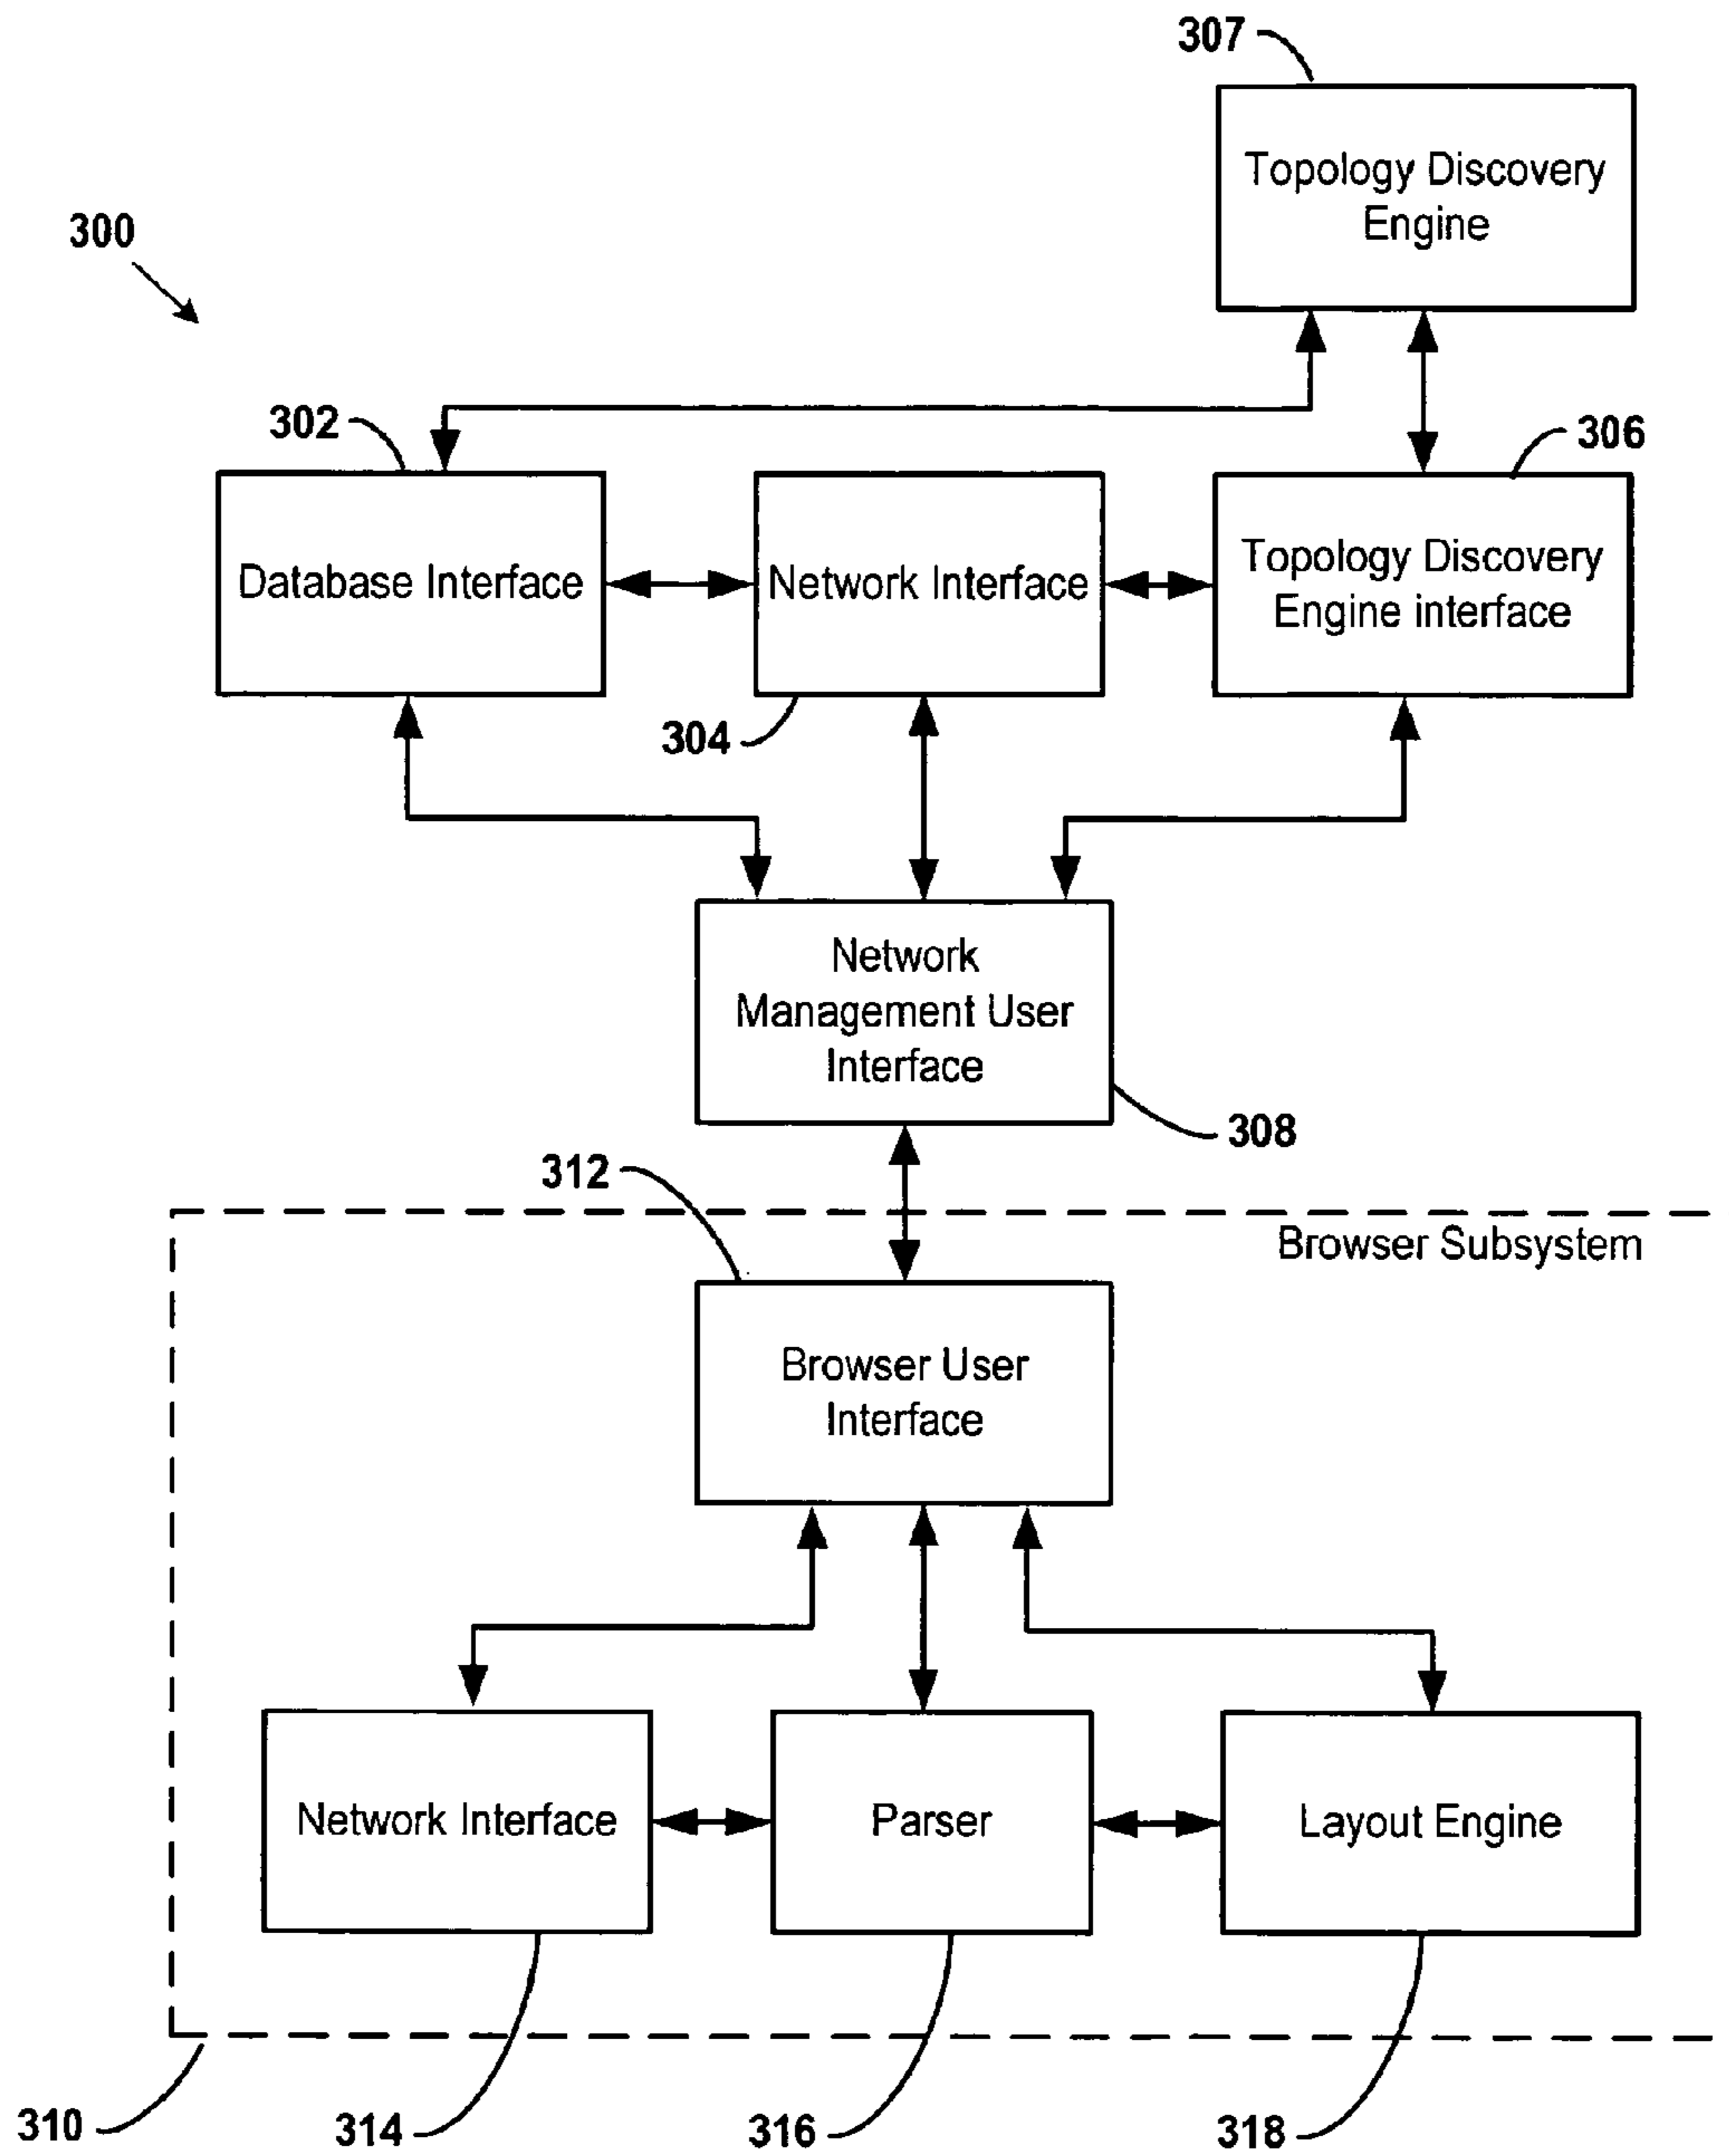 307
Topology Discovery
Engine
300
302
306
Database Interface
Network Interface
Topology Discovery
Engine interface
304
Network
Management User
Interface
308
312
Browser Subsystem
Browser User
Interface
Network Interface
Parser
Layout Engine
310
314
316
318